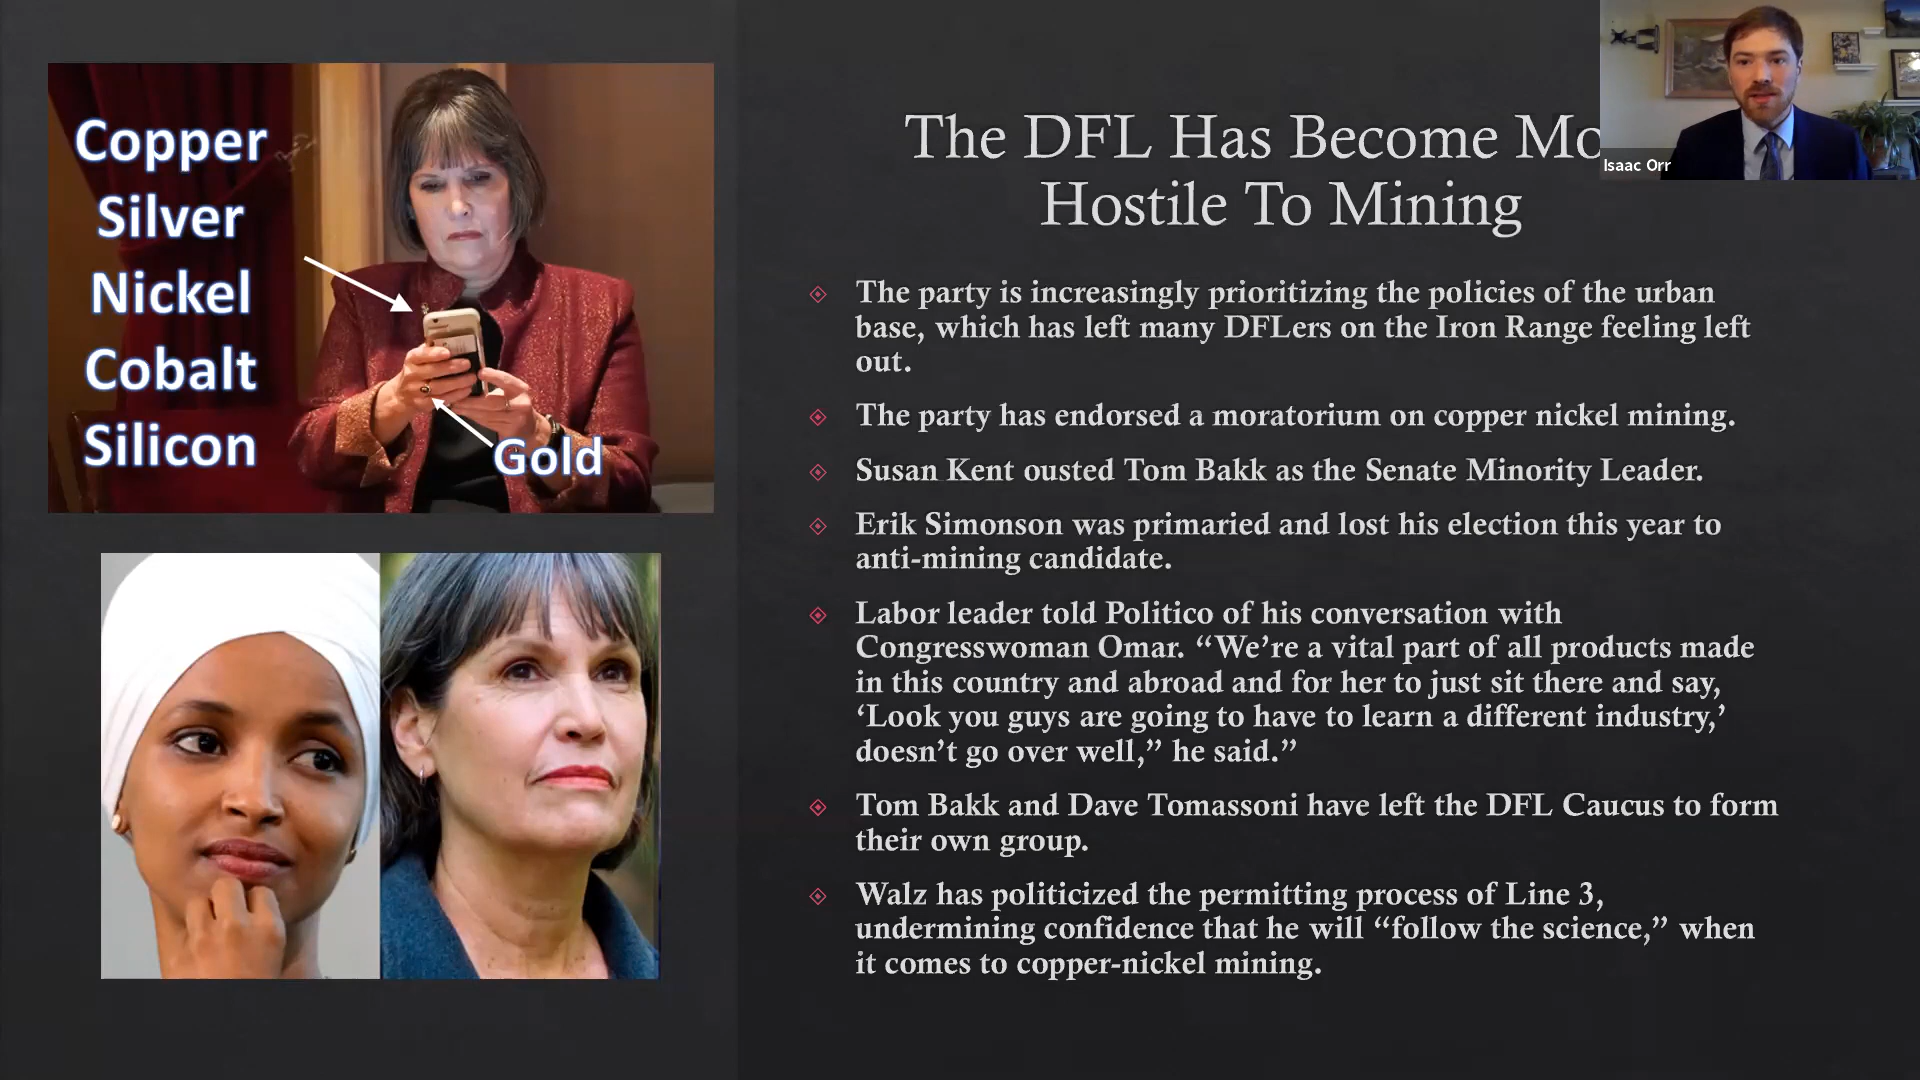 Copper
Silver
Nickel
Cobalt
Silicon
Gold
The DFL Has Become
Hostile To Mining
Isaac Orr
The party is increasingly prioritizing the policies of the urban
base, which has left many DFLers on the Iron Range feeling left
out.
The party has endorsed a moratorium on copper nickel mining.
Susan Kent ousted Tom Bakk as the Senate Minority Leader.
Erik Simonson was primaried and lost his election this year to
anti-mining candidate.
Labor leader told Politico of his conversation with
Congresswoman Omar. “We’re a vital part of all products made
in this country and abroad and for her to just sit there and say,
‘Look you guys are going to have to learn a different industry,’
doesn’t go over well,” he said.”
Tom Bakk and Dave Tomassoni have left the DFL Caucus to form
their own group.
Walz has politicized the permitting process of Line 3,
undermining confidence that he will “follow the science,” when
it comes to copper-nickel mining.